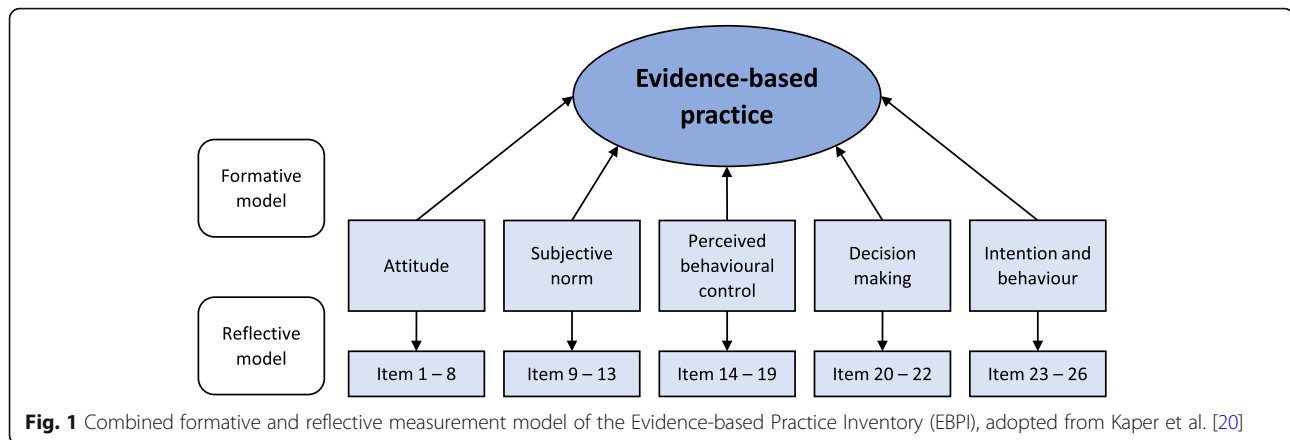 Evidence-based
practice
Formative
model
Attitude
Subjective
norm
Perceived
behavioural
control
Decision
making
Intention and
behaviour
Reflective
model
Item 1 – 8
Item 9 – 13
Item 14 – 19
Item 20 – 22
Item 23 – 26
Fig. 1 Combined formative and reflective measurement model of the Evidence-based Practice Inventory (EBPI), adopted from Kaper et al. [20]